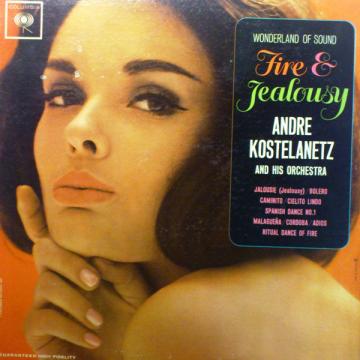 COLUMBIA
WONDERLAND OF SOUND
Fire &
Jealousy
ANDRE
KOSTELANETZ
AND HIS ORCHESTRA
JALOUSIE (Jealousy) · BOLERO
CAMINITO · CIELITO LINDO
SPANISH DANCE NO. 1
MALAGUEÑA · CORDOBA · ADIOS
RITUAL DANCE OF FIRE
GUARANTEED HIGH FIDELITY